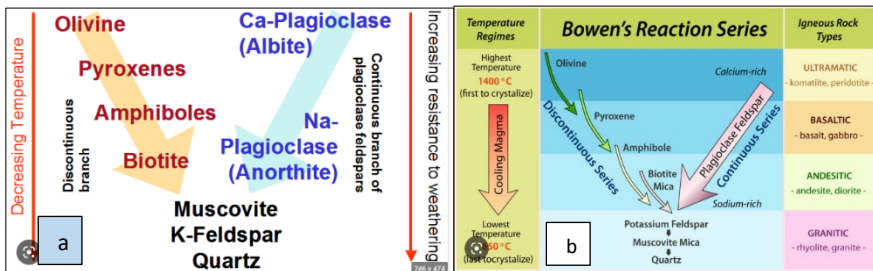 Decreasing Temperature
Olivine
Pyroxenes
Amphiboles
Biotite
Discontinuous
branch
Ca-Plagioclase
(Albite)
Na-
Plagioclase
(Anorthite)
Continuous branch of
plagioclase feldspars
Increasing resistance to weathering
Muscovite
K-Feldspar
Quartz
a
746 x 474
Temperature
Regimes
Highest
Temperature
1400 °C
(first to crystalize)
Cooling Magma
Lowest
Temperature
650 °C
(last tocrystalize)
Bowen's Reaction Series
Olivine
Calcium-rich
Discontinuous Series
Pyroxene
Amphibole
Biotite
Mica
Plagioclase Feldspar
Continuous Series
Sodium-rich
Potassium Feldspar
Muscovite Mica
Quartz
b
Igneous Rock
Types
ULTRAMATIC
- komatiite, peridotite -
BASALTIC
- basalt, gabbro -
ANDESITIC
- andesite, diorite -
GRANITIC
- rhyolite, granite -